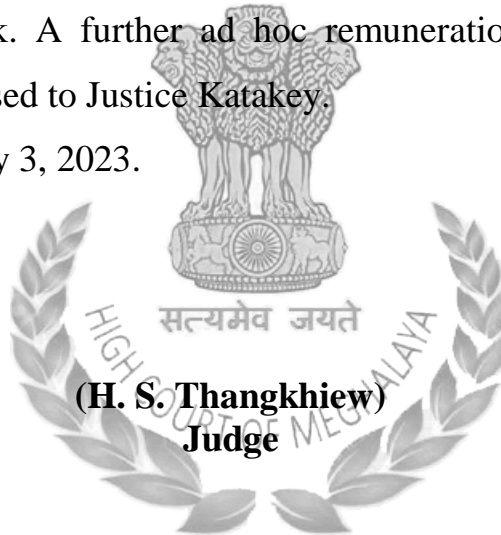 k. A further ad hoc remuneratio
sed to Justice Katakey.
y 3, 2023.
सत्यमेव जयते
HIGH COURT OF MEGHALAYA
(H. S. Thangkhiew)
Judge